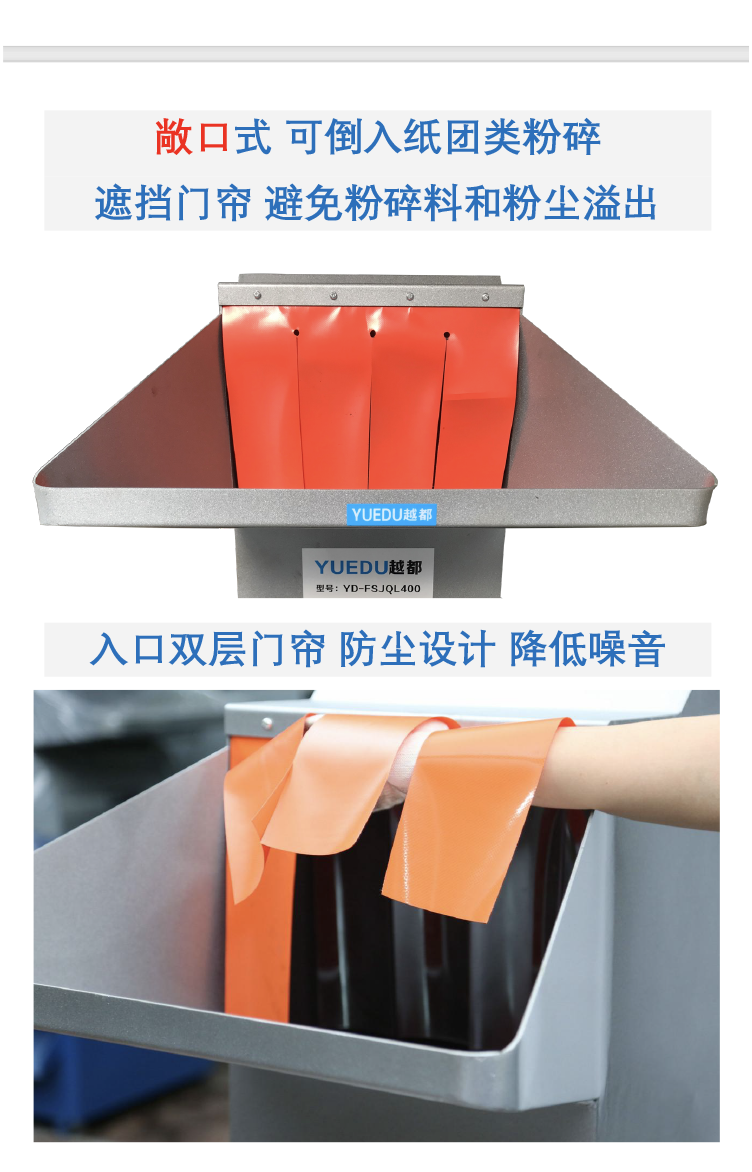 敞口式 可倒入纸团类粉碎
遮挡门帘 避免粉碎料和粉尘溢出
YUEDU越都
YUEDU越都
型号：YD-FSJQL400
入口双层门帘 防尘设计 降低噪音